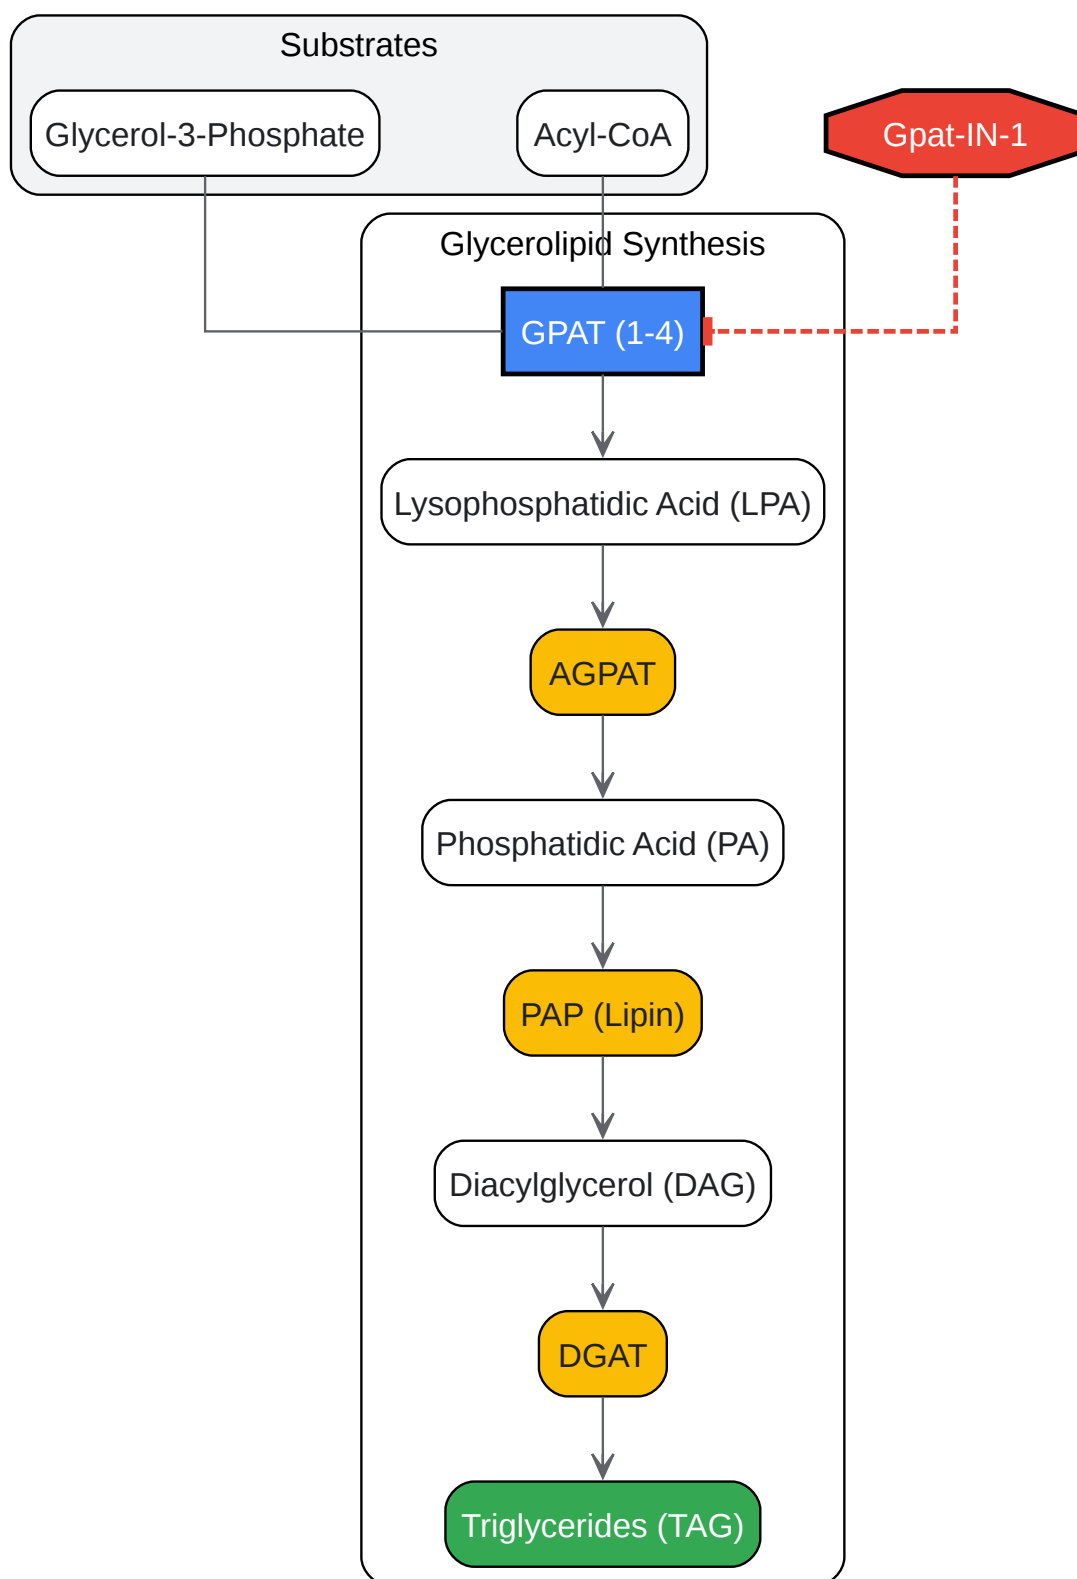 Substrates
Glycerol-3-Phosphate
Acyl-CoA
Gpat-IN-1
Glycerolipid Synthesis
GPAT (1-4)
Lysophosphatidic Acid (LPA)
AGPAT
Phosphatidic Acid (PA)
PAP (Lipin)
Diacylglycerol (DAG)
DGAT
Triglycerides (TAG)